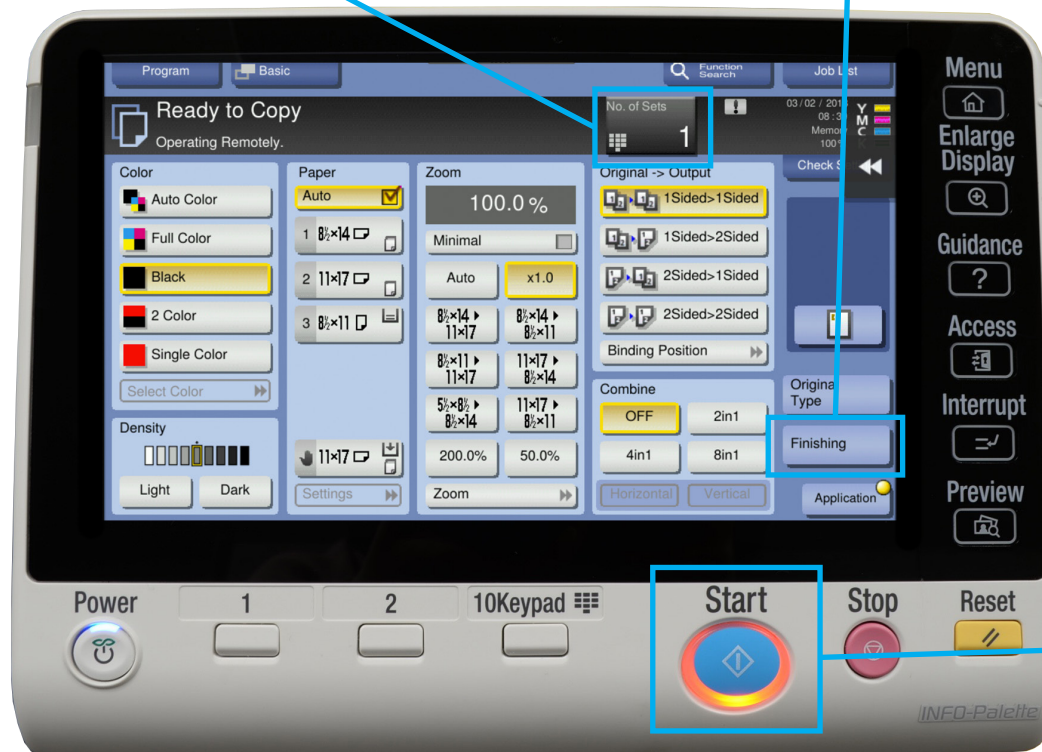 Program
Basic
Function Search
Job List
Ready to Copy
Operating Remotely.
No. of Sets
1
03/02/
08:3
Memory
100
Y
M
C
K
Color
Auto Color
Full Color
Black
2 Color
Single Color
Select Color
Density
Light
Dark
Paper
Auto
1 8½×14
2 11×17
3 8½×11
11×17
Settings
Zoom
100.0 %
Minimal
Auto
x1.0
8½×14
11×17
8½×14
8½×11
8½×11
11×17
11×17
8½×14
5½×8½
8½×14
11×17
8½×11
200.0%
50.0%
Zoom
Original -> Output
1Sided>1Sided
1Sided>2Sided
2Sided>1Sided
2Sided>2Sided
Binding Position
Combine
OFF
2in1
4in1
8in1
Horizontal
Vertical
Check
Original
Type
Finishing
Application
Menu
Enlarge
Display
Guidance
?
Access
Interrupt
Preview
Power
1
2
10Keypad
Start
Stop
Reset
INFO-Palette